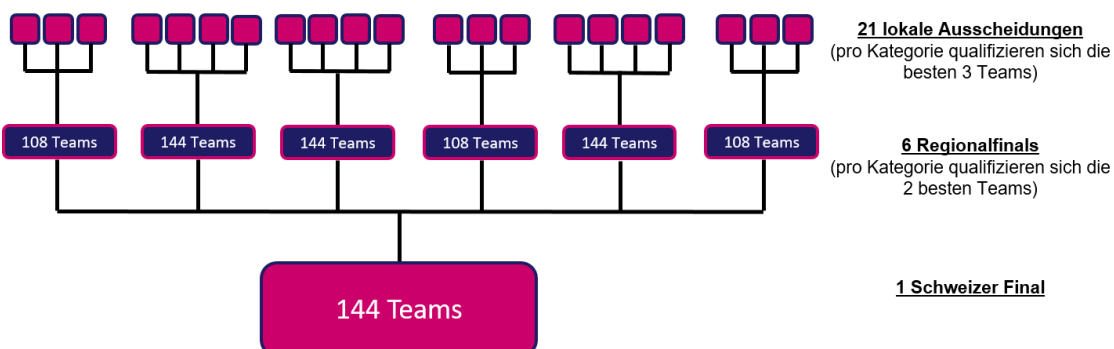 21 lokale Ausscheidungen
(pro Kategorie qualifizieren sich die
besten 3 Teams)
108 Teams
144 Teams
144 Teams
108 Teams
144 Teams
108 Teams
6 Regionalfinals
(pro Kategorie qualifizieren sich die
2 besten Teams)
144 Teams
1 Schweizer Final